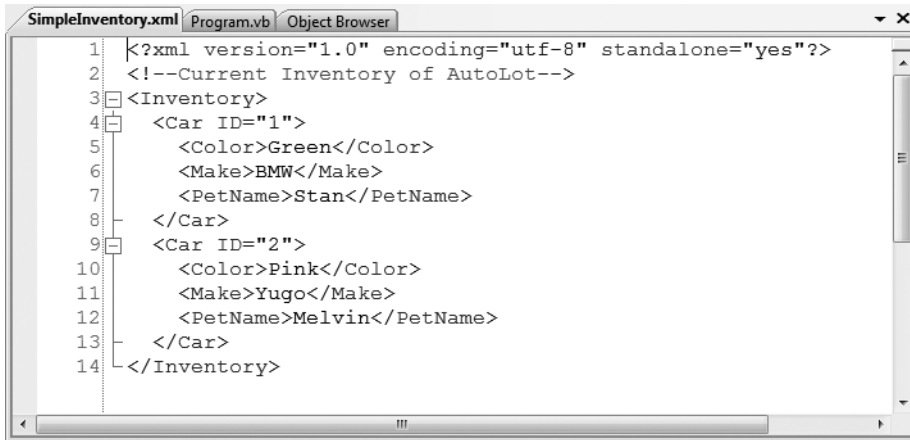 SimpleInventory.xml Program.vb Object Browser
1 <?xml version="1.0" encoding="utf-8" standalone="yes"?>
2 <!--Current Inventory of AutoLot-->
3 <Inventory>
4   <Car ID="1">
5     <Color>Green</Color>
6     <Make>BMW</Make>
7     <PetName>Stan</PetName>
8   </Car>
9   <Car ID="2">
10     <Color>Pink</Color>
11     <Make>Yugo</Make>
12     <PetName>Melvin</PetName>
13   </Car>
14 </Inventory>